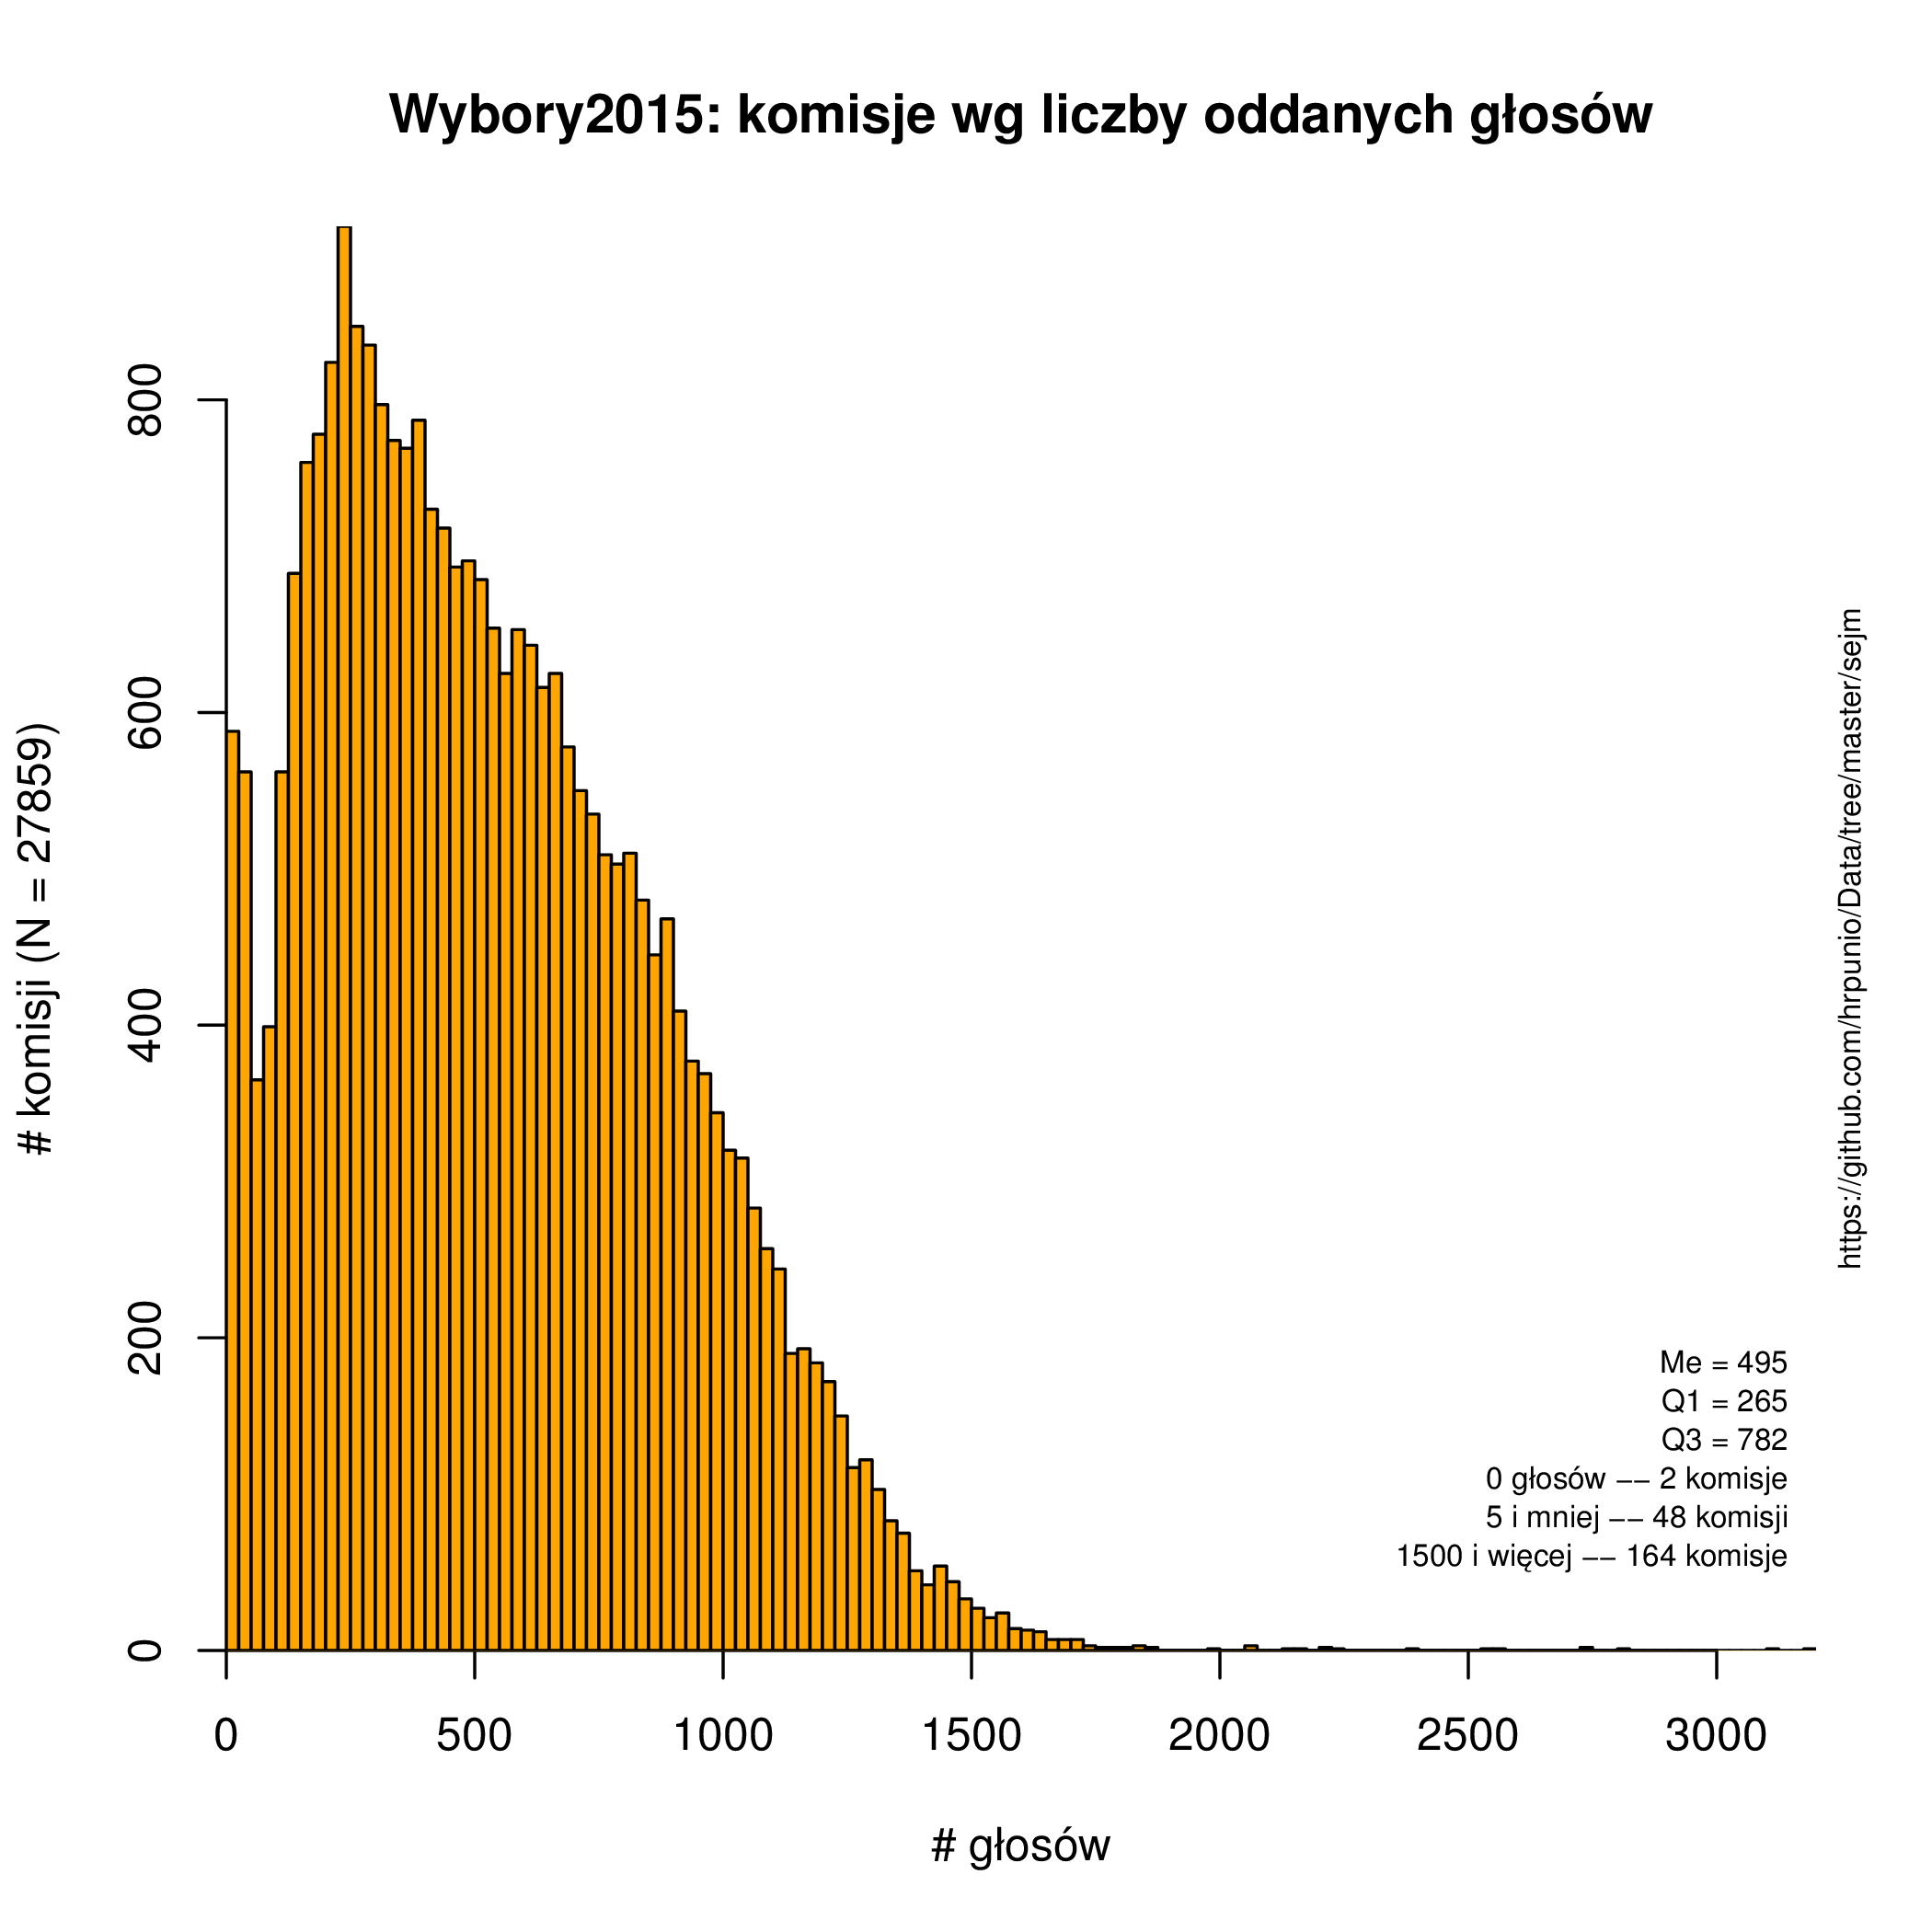 Wybory2015: komisje wg liczby oddanych głosów
# komisji (N = 27859)
800
600
400
200
0
https://github.com/hrpunio/Data/tree/master/sejm
Me = 495
Q1 = 265
Q3 = 782
0 głosów −− 2 komisje
5 i mniej −− 48 komisji
1500 i więcej −− 164 komisje
0 500 1000 1500 2000 2500 3000
# głosów